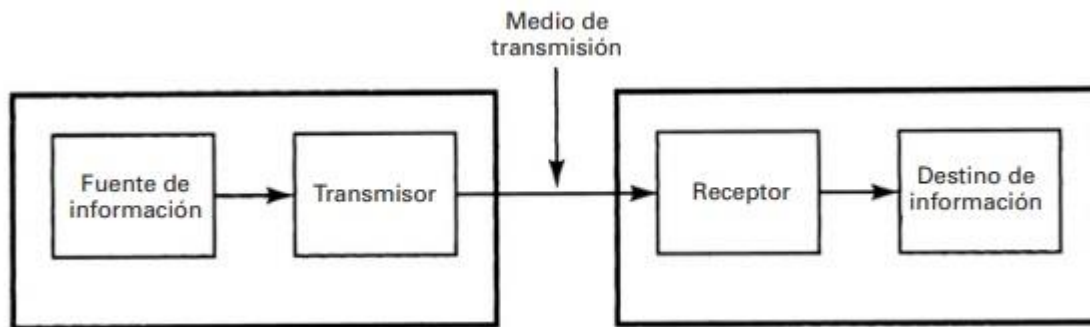 Medio de
transmisión
Fuente de
información
Transmisor
Receptor
Destino de
información